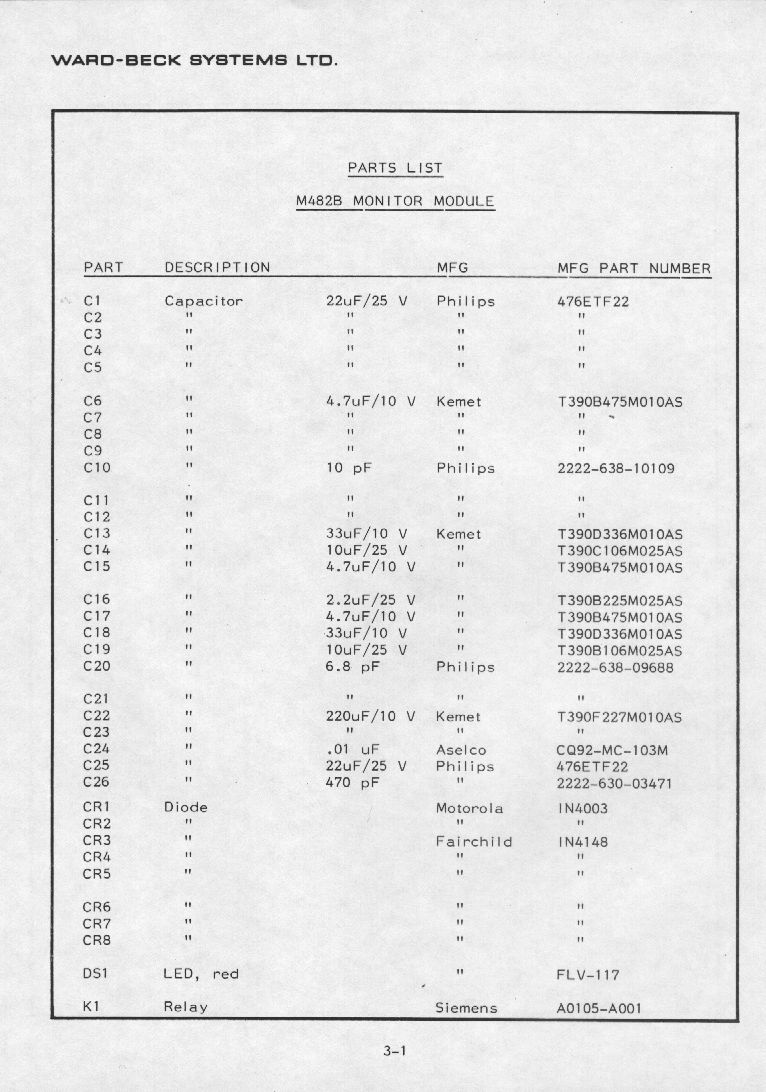 WARD-BECK SYSTEMS LTD.
PARTS LIST
M482B MONITOR MODULE
PART DESCRIPTION MFG MFG PART NUMBER
C1 Capacitor 22uF/25 V Philips 476ETF22
C2 " " " "
C3 " " " "
C4 " " " "
C5 " " " "
C6 " 4.7uF/10 V Kemet T390B475M010AS
C7 " " " "
C8 " " " "
C9 " " " "
C10 " 10 pF Philips 2222-638-10109
C11 " " " "
C12 " " " "
C13 " 33uF/10 V Kemet T390D336M010AS
C14 " 10uF/25 V " T390C106M025AS
C15 " 4.7uF/10 V " T390B475M010AS
C16 " 2.2uF/25 V " T390B225M025AS
C17 " 4.7uF/10 V " T390B475M010AS
C18 " 33uF/10 V " T390D336M010AS
C19 " 10uF/25 V " T390B106M025AS
C20 " 6.8 pF Philips 2222-638-09688
C21 " " " "
C22 " 220uF/10 V Kemet T390F227M010AS
C23 " " " "
C24 " .01 uF Aselco CQ92-MC-103M
C25 " 22uF/25 V Philips 476ETF22
C26 " 470 pF " 2222-630-03471
CR1 Diode Motorola IN4003
CR2 " " "
CR3 " Fairchild IN4148
CR4 " " "
CR5 " " "
CR6 " " "
CR7 " " "
CR8 " " "
DS1 LED, red " FLV-117
K1 Relay Siemens A0105-A001
3-1